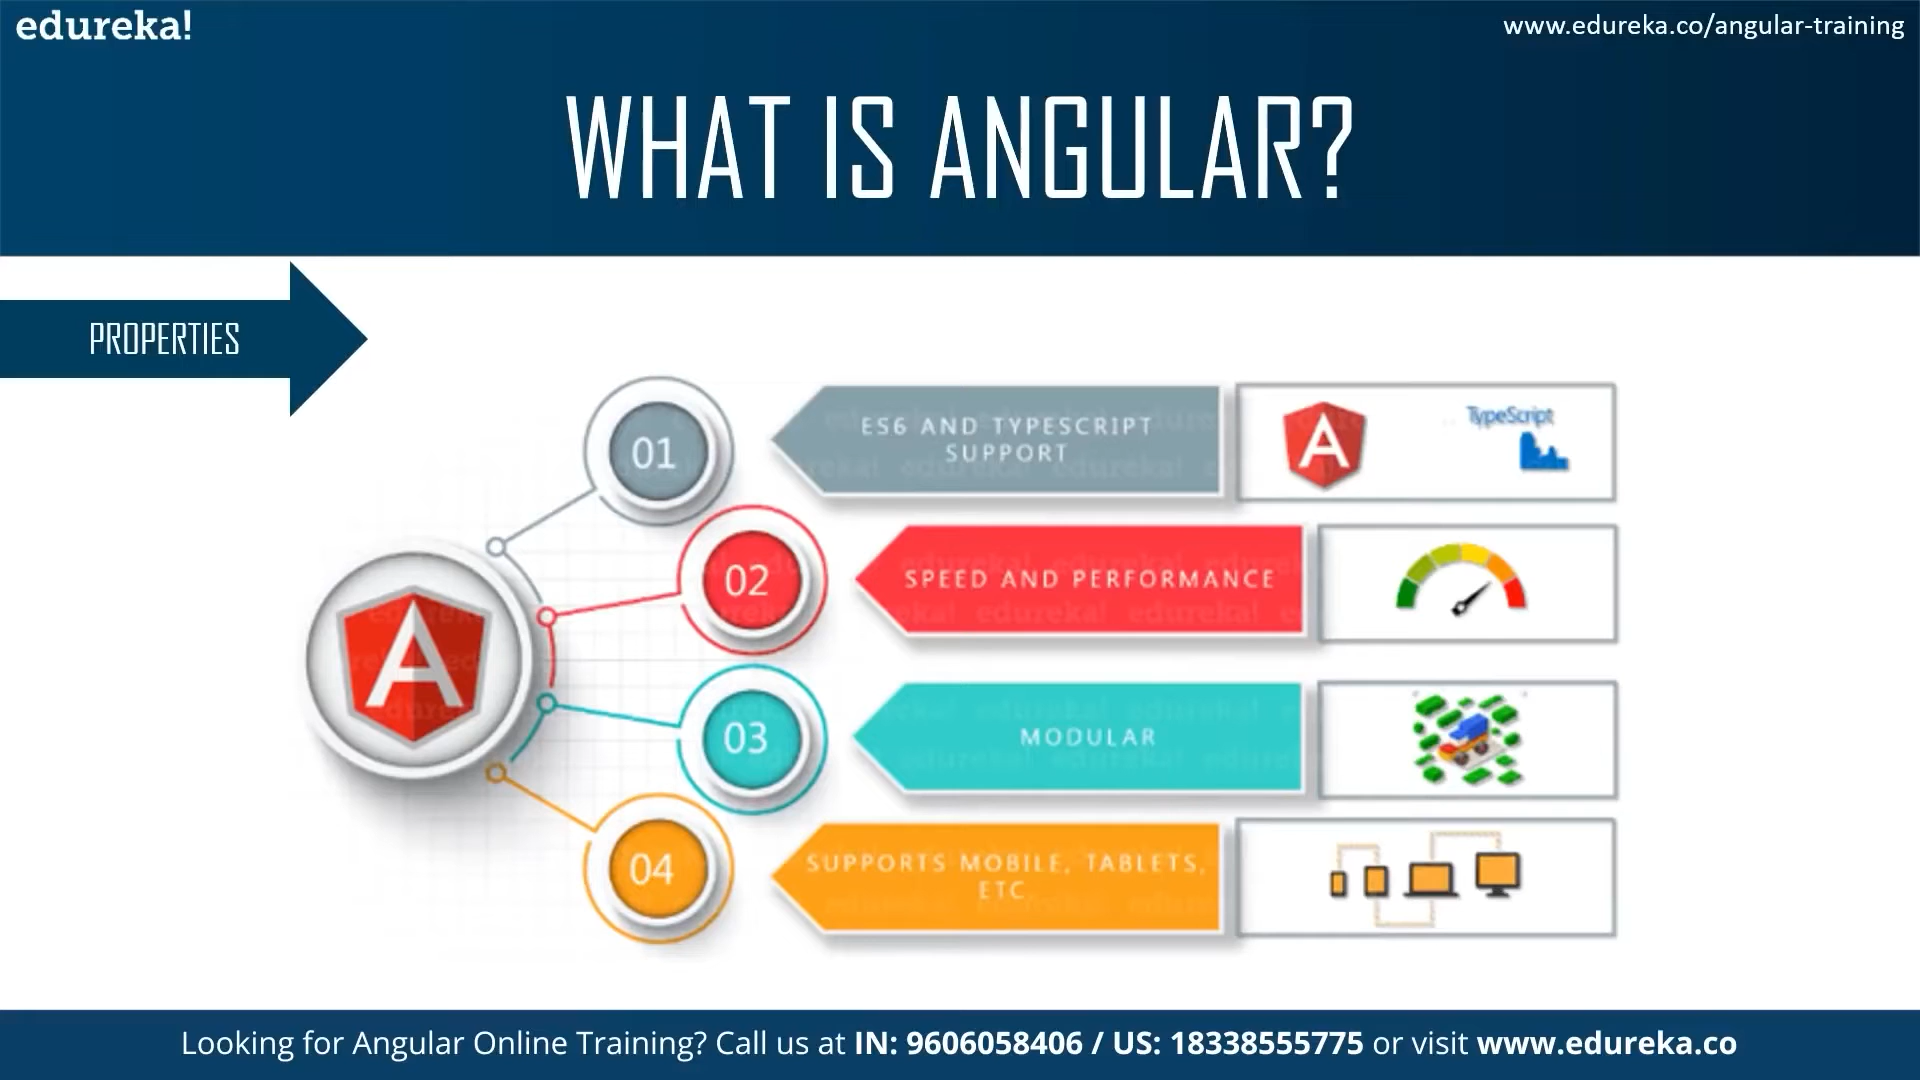 edureka!
www.edureka.co/angular-training
WHAT IS ANGULAR?
PROPERTIES
01
ES6 AND TYPESCRIPT
SUPPORT
TypeScript
02
SPEED AND PERFORMANCE
03
MODULAR
04
SUPPORTS MOBILE, TABLETS,
ETC
Looking for Angular Online Training? Call us at IN: 9606058406 / US: 18338555775 or visit www.edureka.co